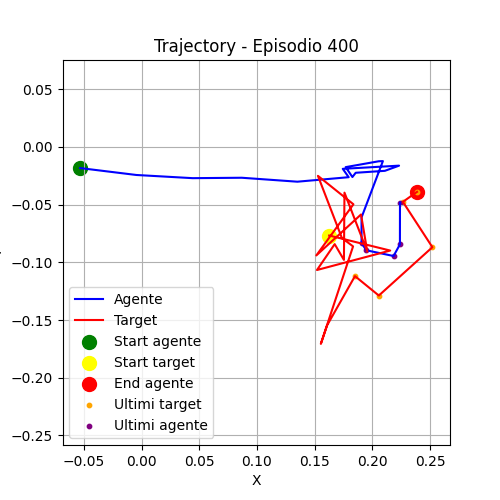 Trajectory - Episodio 400
0.05
0.00
−0.05
−0.10
−0.15
−0.20
−0.25
Agente
Target
Start agente
Start target
End agente
Ultimi target
Ultimi agente
−0.05 0.00 0.05 0.10 0.15 0.20 0.25
X